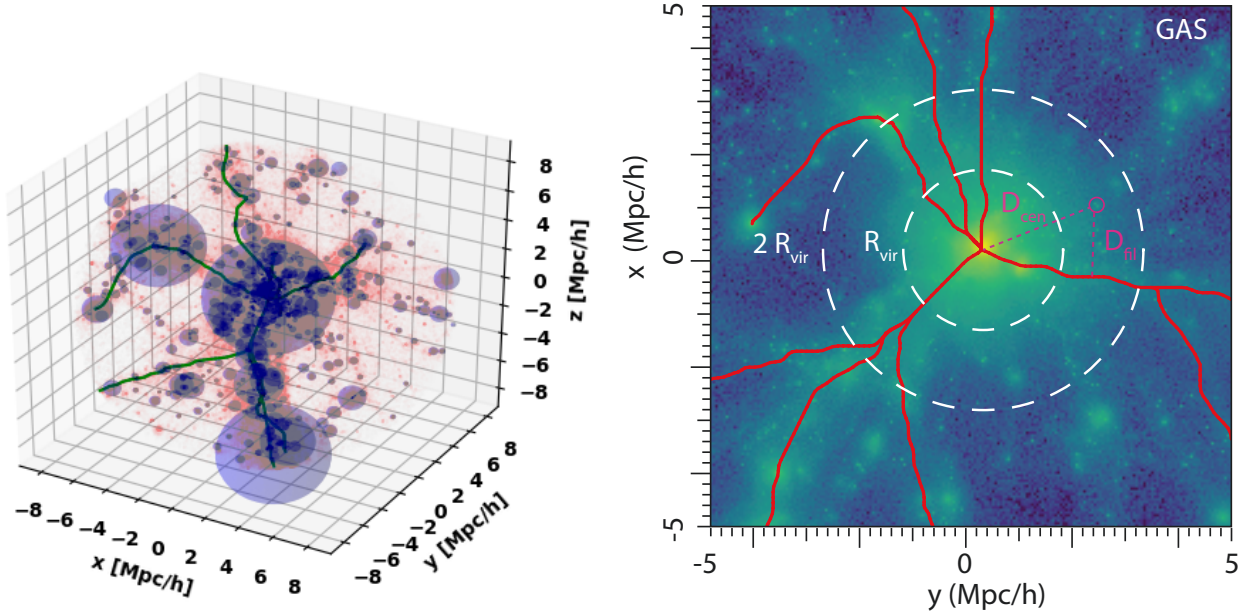 8
6
4
2
0
−2
−4
−6
−8
z [Mpc/h]
−8 −6 −4 −2 0 2 4 6 8
x [Mpc/h]
−8 −6 −4 −2 0 2 4 6 8
y [Mpc/h]
GAS
5
0
-5
x (Mpc/h)
2 R vir
R vir
D cen
D fil
-5 0 5
y (Mpc/h)